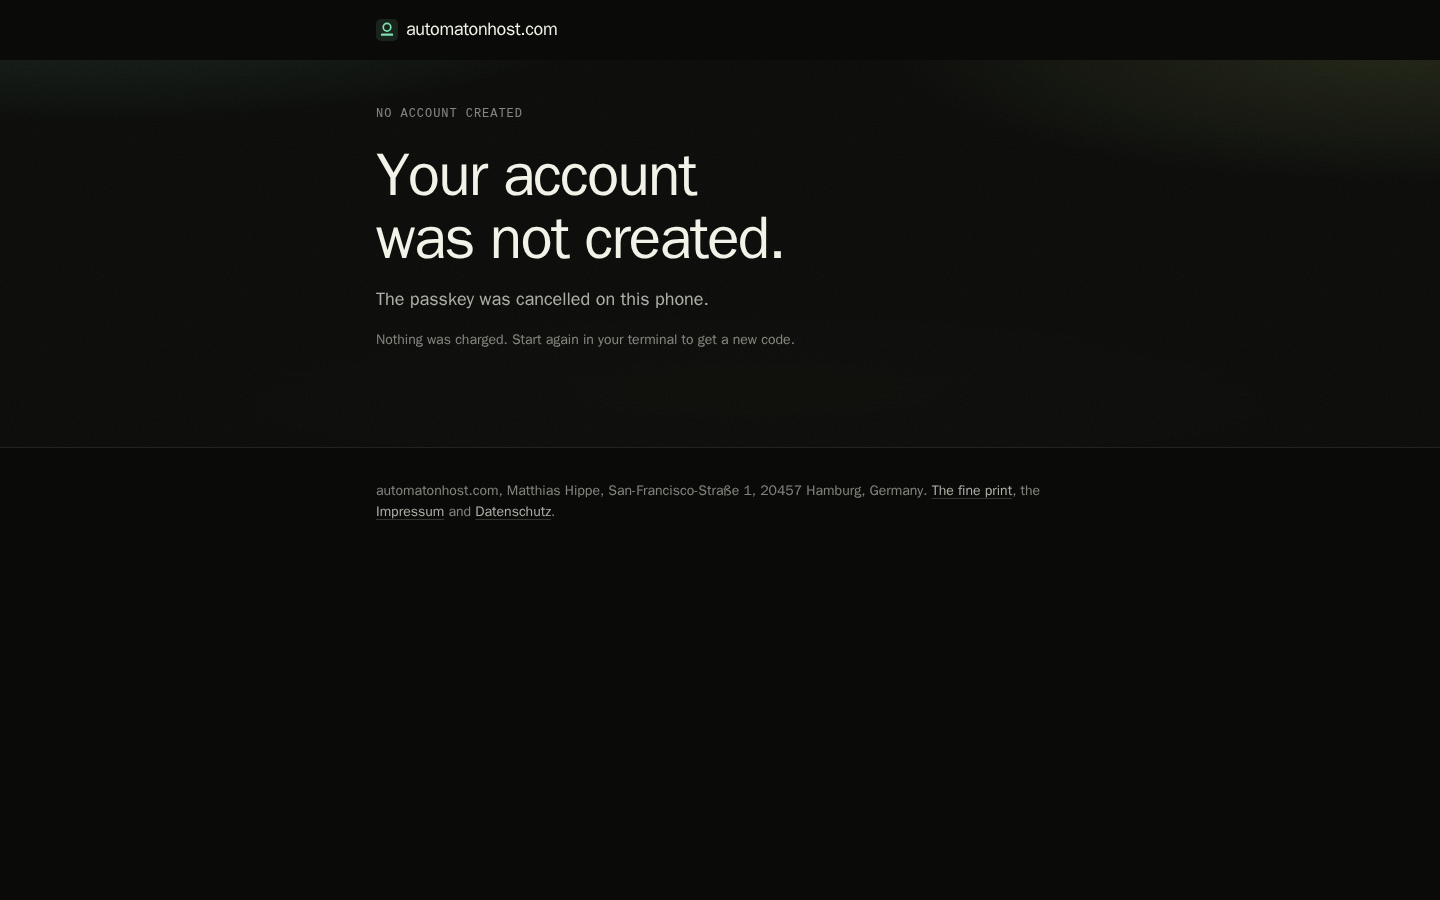 automatonhost.com
NO ACCOUNT CREATED
Your account
was not created.
The passkey was cancelled on this phone.
Nothing was charged. Start again in your terminal to get a new code.
automatonhost.com, Matthias Hippe, San-Francisco-Straße 1, 20457 Hamburg, Germany. The fine print, the
Impressum and Datenschutz.